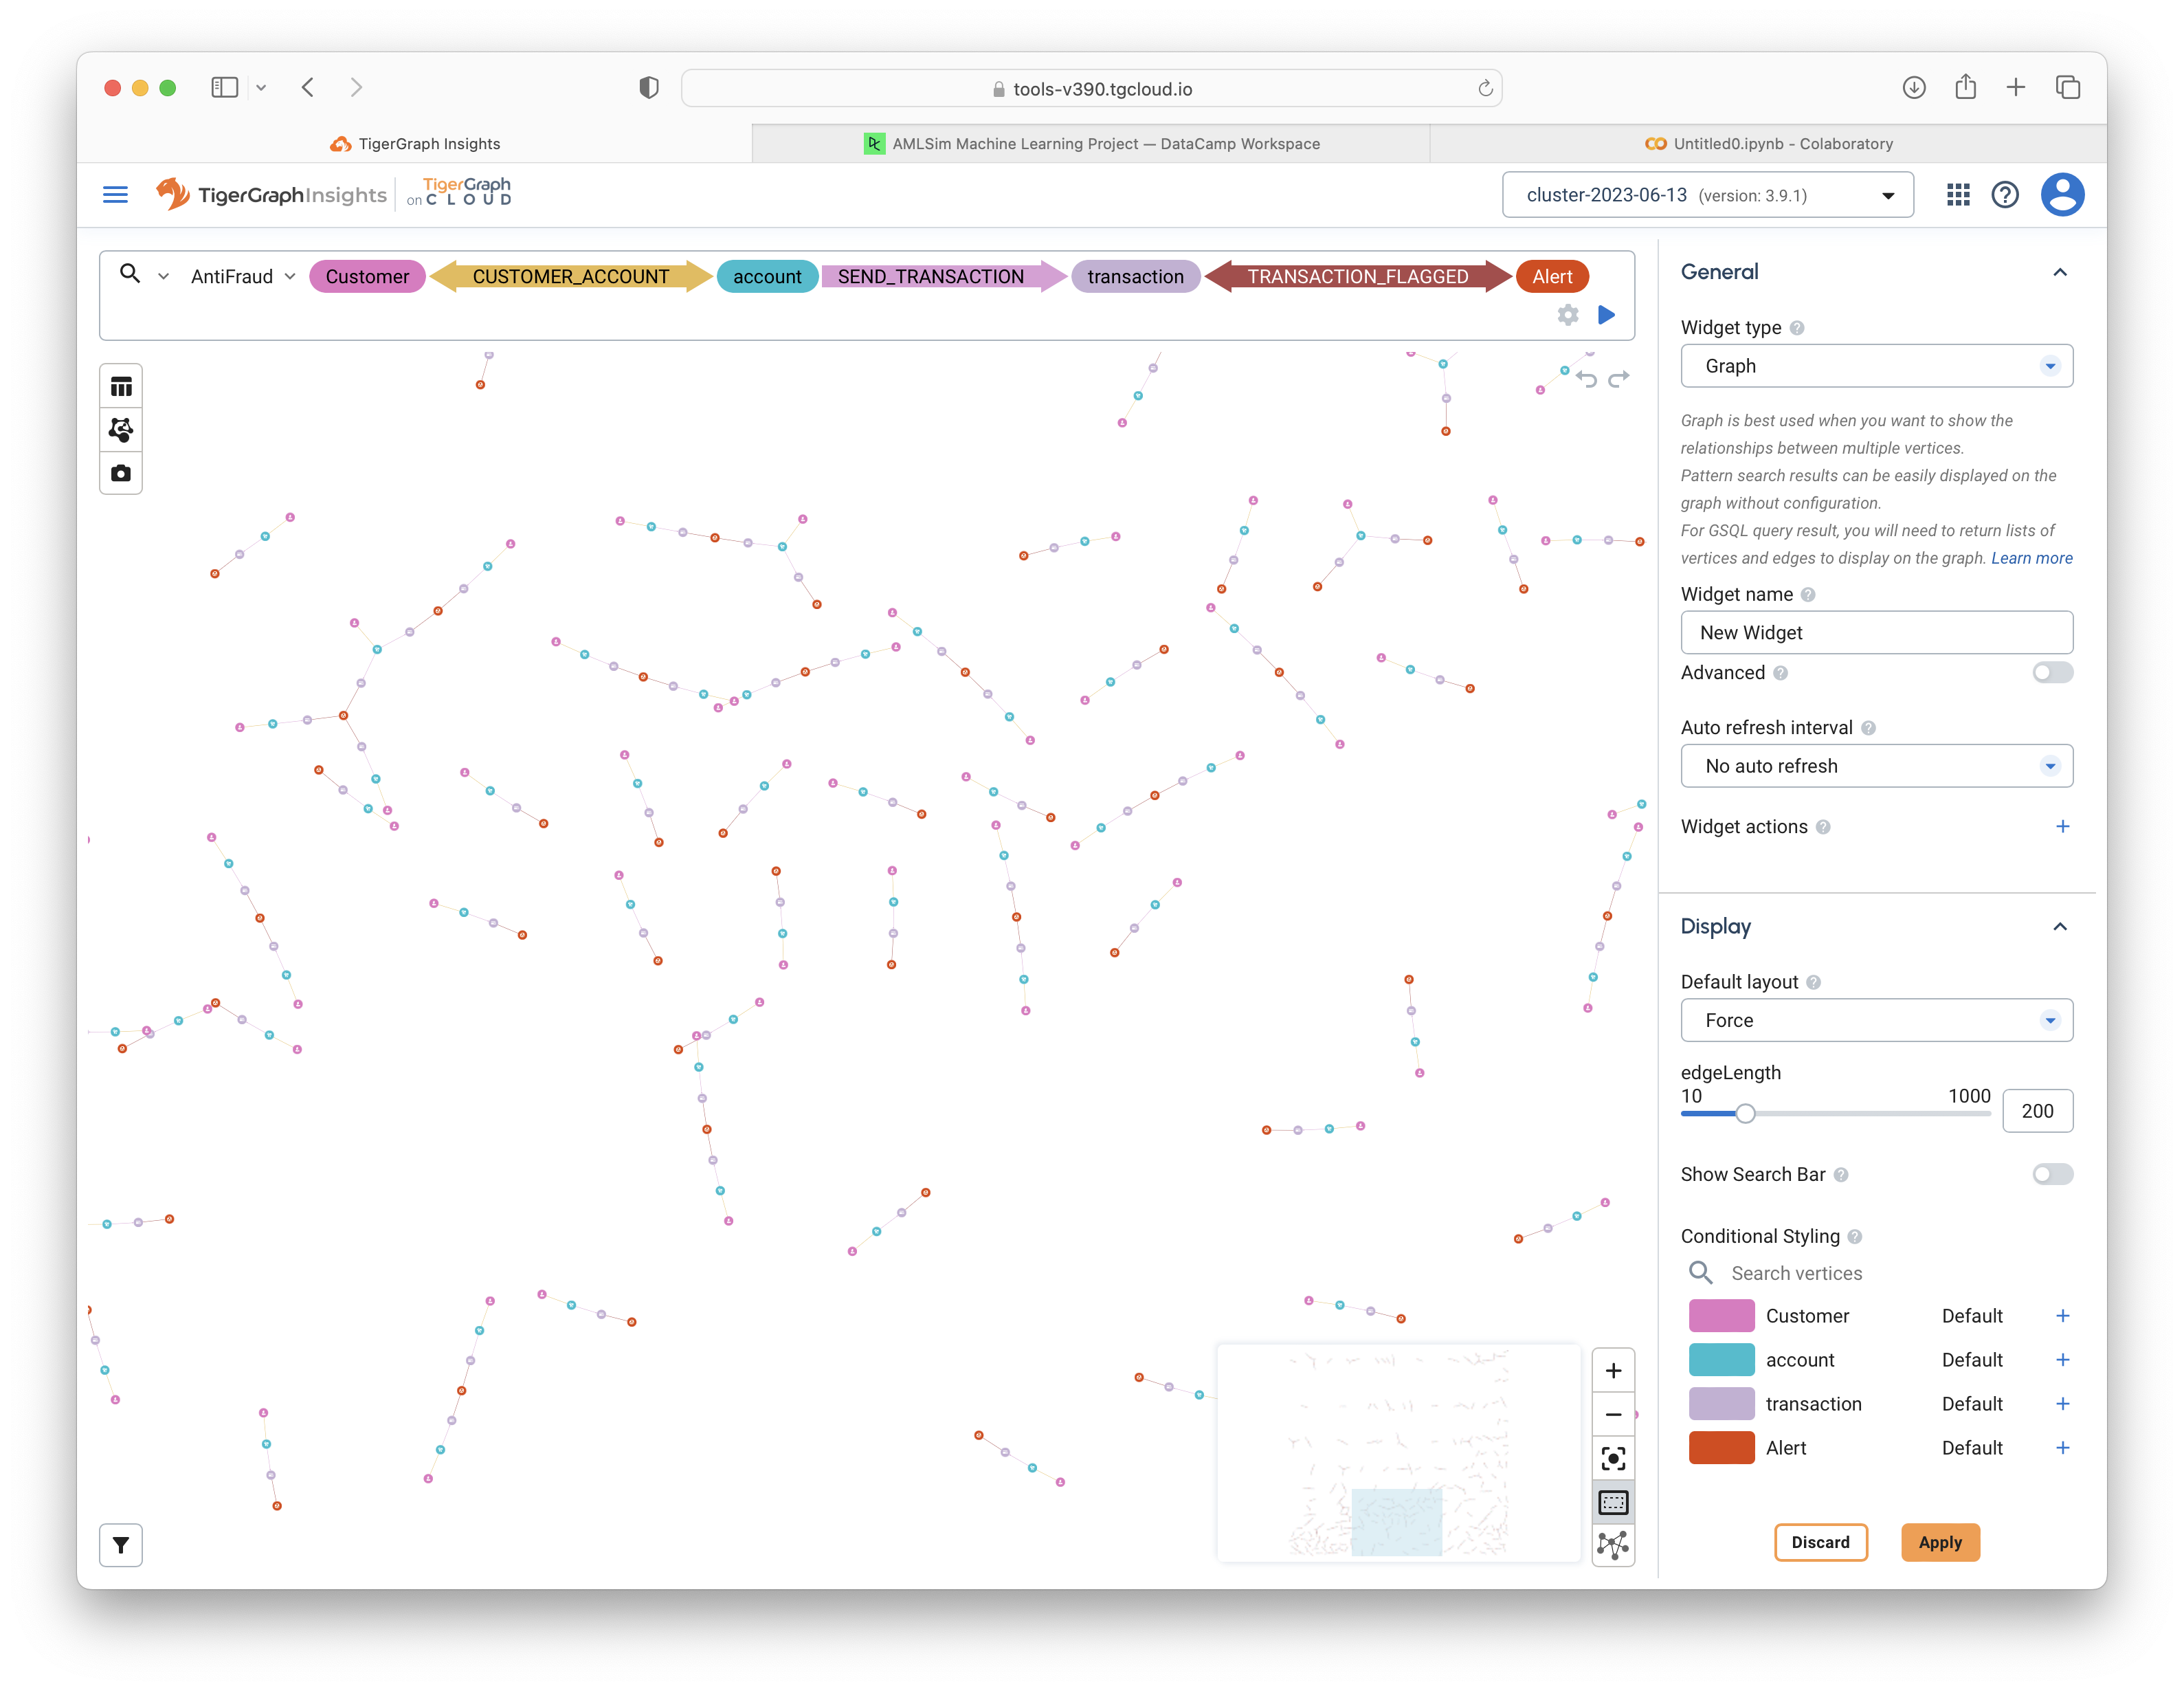 tools-v390.tgcloud.io
TigerGraph Insights
AMLSim Machine Learning Project — DataCamp Workspace
Untitled0.ipynb - Colaboratory
TigerGraphInsights
TigerGraph
on CLOUD
cluster-2023-06-13 (version: 3.9.1)
AntiFraud
Customer
CUSTOMER_ACCOUNT
account
SEND_TRANSACTION
transaction
TRANSACTION_FLAGGED
Alert
General
Widget type
Graph
Graph is best used when you want to show the
relationships between multiple vertices.
Pattern search results can be easily displayed on the
graph without configuration.
For GSQL query result, you will need to return lists of
vertices and edges to display on the graph. Learn more
Widget name
New Widget
Advanced
Auto refresh interval
No auto refresh
Widget actions
Display
Default layout
Force
edgeLength
10 1000
200
Show Search Bar
Conditional Styling
Search vertices
Customer Default
account Default
transaction Default
Alert Default
Discard Apply